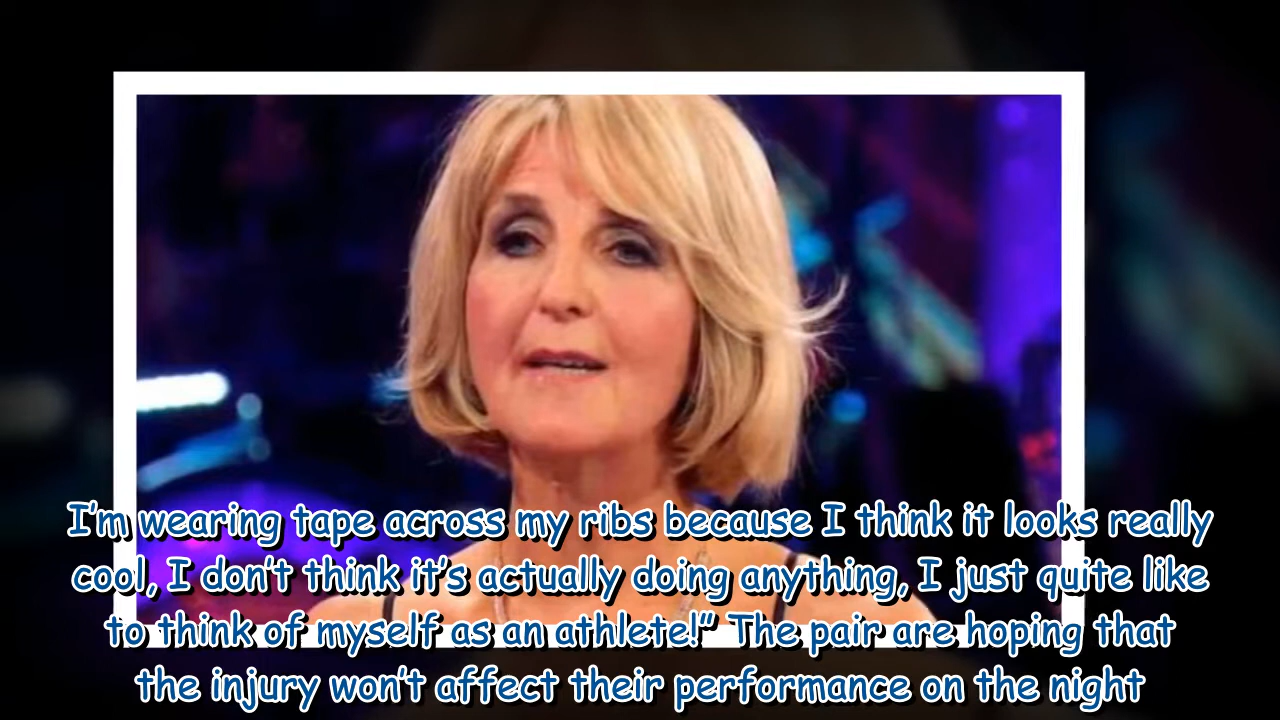 I'm wearing tape across my ribs because I think it looks really
cool, I don't think it's actually doing anything, I just quite like
to think of myself as an athlete!” The pair are hoping that
the injury won't affect their performance on the night